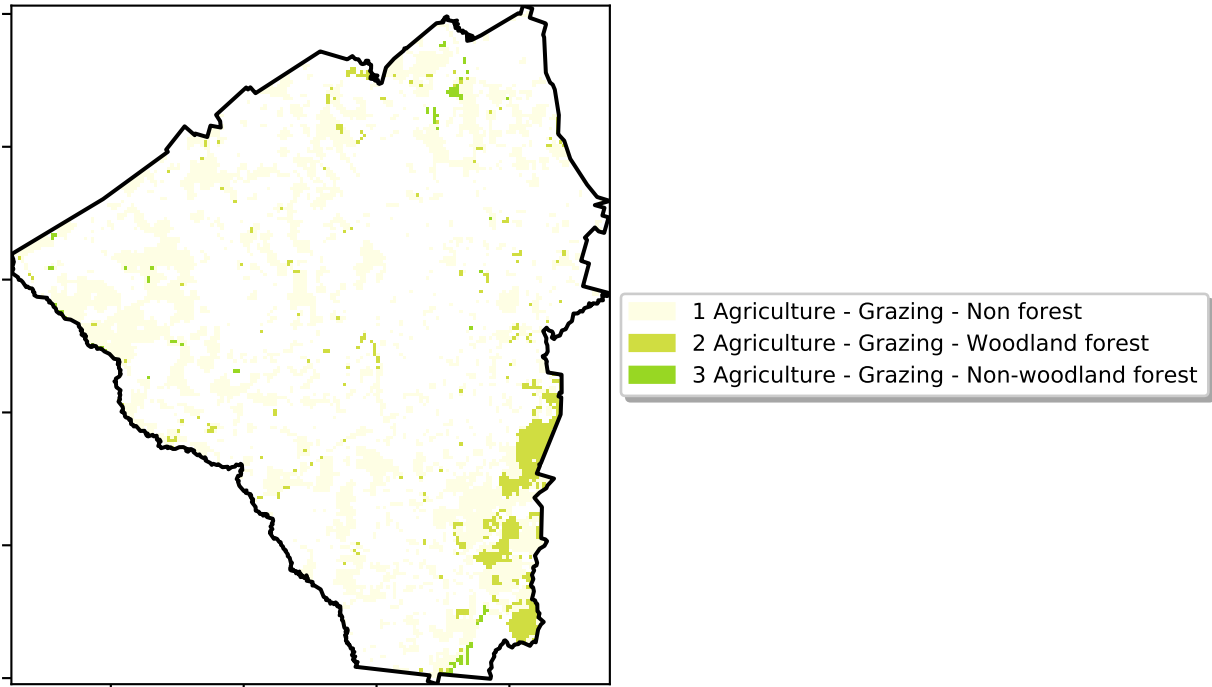 1 Agriculture - Grazing - Non forest
2 Agriculture - Grazing - Woodland forest
3 Agriculture - Grazing - Non-woodland forest